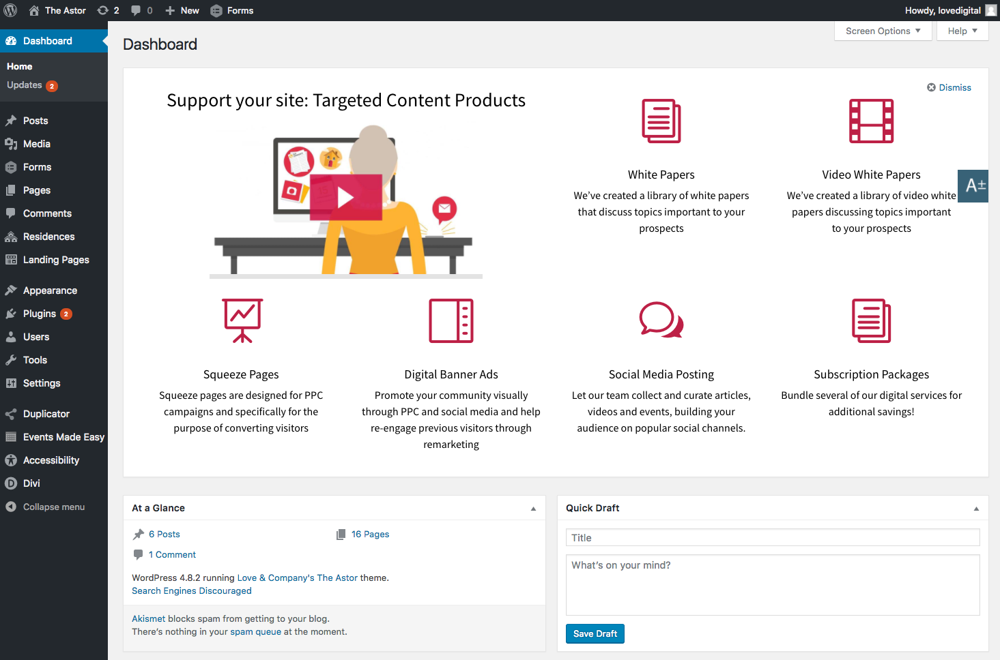 The Astor 2 0 New Forms Howdy, lovedigital
Screen Options Help
Dashboard
Home
Updates 2
Posts
Media
Forms
Pages
Comments
Residences
Landing Pages
Appearance
Plugins 2
Users
Tools
Settings
Duplicator
Events Made Easy
Accessibility
Divi
Collapse menu
Dashboard
Dismiss
Support your site: Targeted Content Products
15
White Papers
We've created a library of white papers
that discuss topics important to your
prospects
Video White Papers
We've created a library of video white
papers discussing topics important
to your prospects
A±
Squeeze Pages
Squeeze pages are designed for PPC
campaigns and specifically for the
purpose of converting visitors
Digital Banner Ads
Promote your community visually
through PPC and social media and help
re-engage previous visitors through
remarketing
Social Media Posting
Let our team collect and curate articles,
videos and events, building your
audience on popular social channels.
Subscription Packages
Bundle several of our digital services for
additional savings!
At a Glance
6 Posts 16 Pages
1 Comment
WordPress 4.8.2 running Love & Company's The Astor theme.
Search Engines Discouraged
Akismet blocks spam from getting to your blog.
There's nothing in your spam queue at the moment.
Quick Draft
Title
What's on your mind?
Save Draft